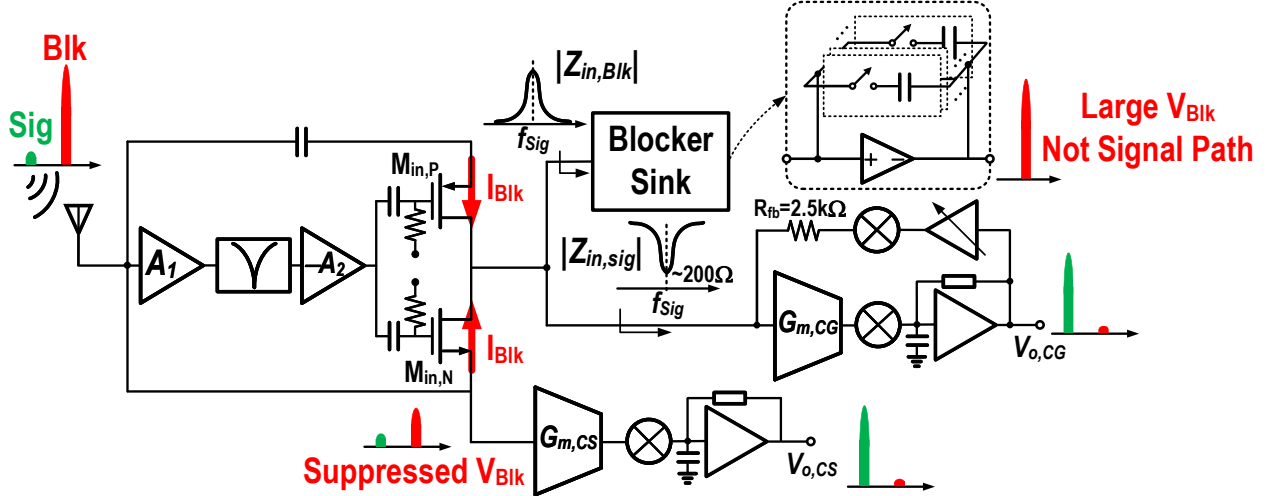 Blk
Sig
A1
A2
Min,P
IBlk
IBlk
Min,N
|Zin,Blk|
fSig
Blocker
Sink
|Zin,sig|
~200Ω
fSig
+ −
Large VBlk
Not Signal Path
Rfb=2.5kΩ
Gm,CG
Vo,CG
Gm,CS
Vo,CS
Suppressed VBlk